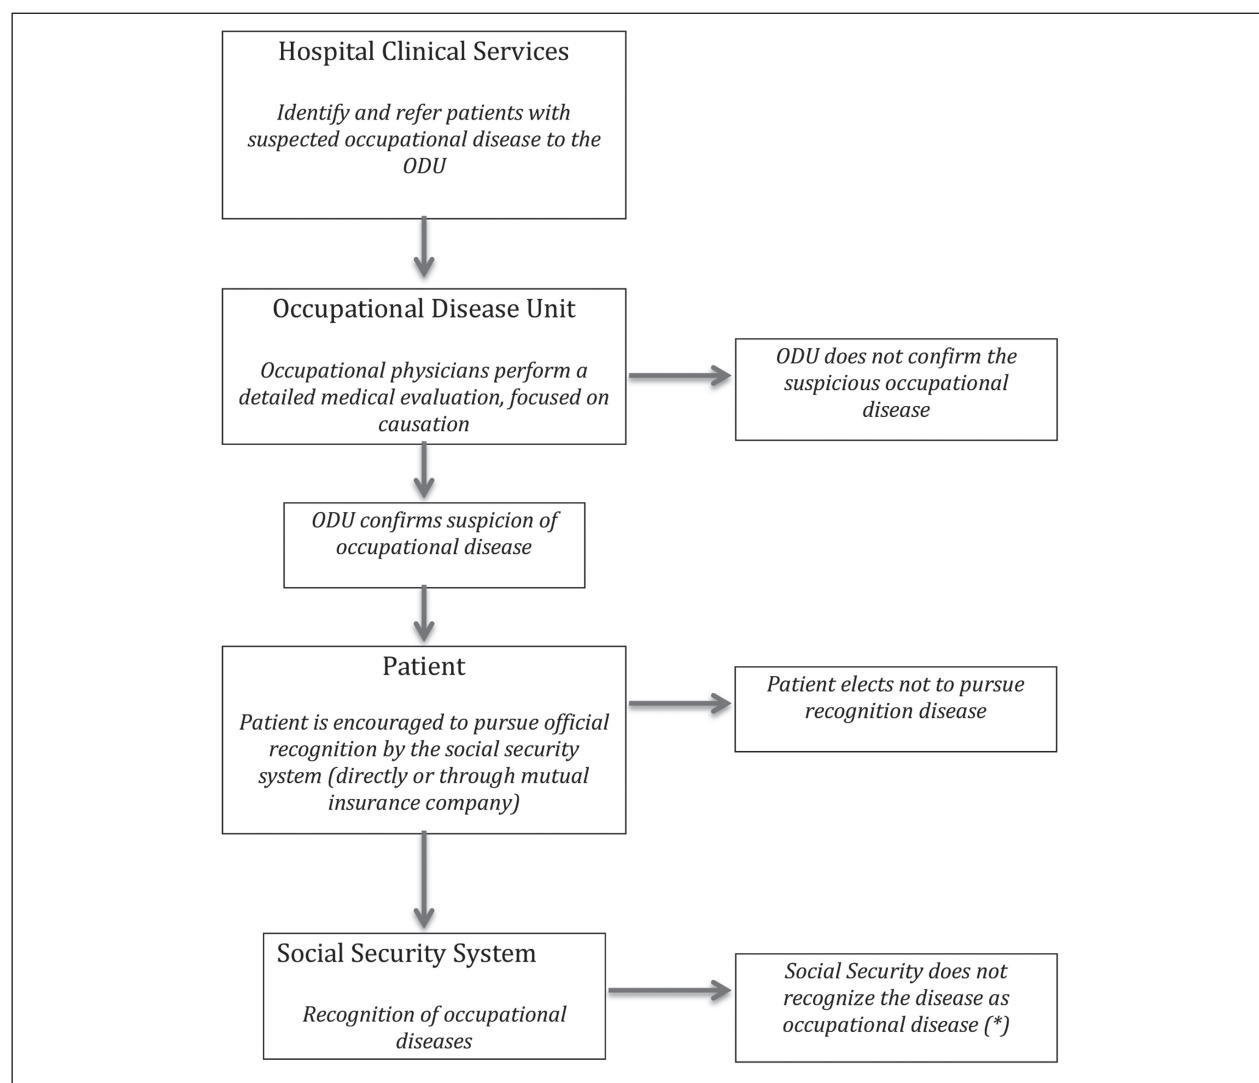 Hospital Clinical Services
Identify and refer patients with
suspected occupational disease to the
ODU
Occupational Disease Unit
Occupational physicians perform a
detailed medical evaluation, focused on
causation
ODU does not confirm the
suspicious occupational
disease
ODU confirms suspicion of
occupational disease
Patient
Patient is encouraged to pursue official
recognition by the social security
system (directly or through mutual
insurance company)
Patient elects not to pursue
recognition disease
Social Security System
Recognition of occupational
diseases
Social Security does not
recognize the disease as
occupational disease (*)